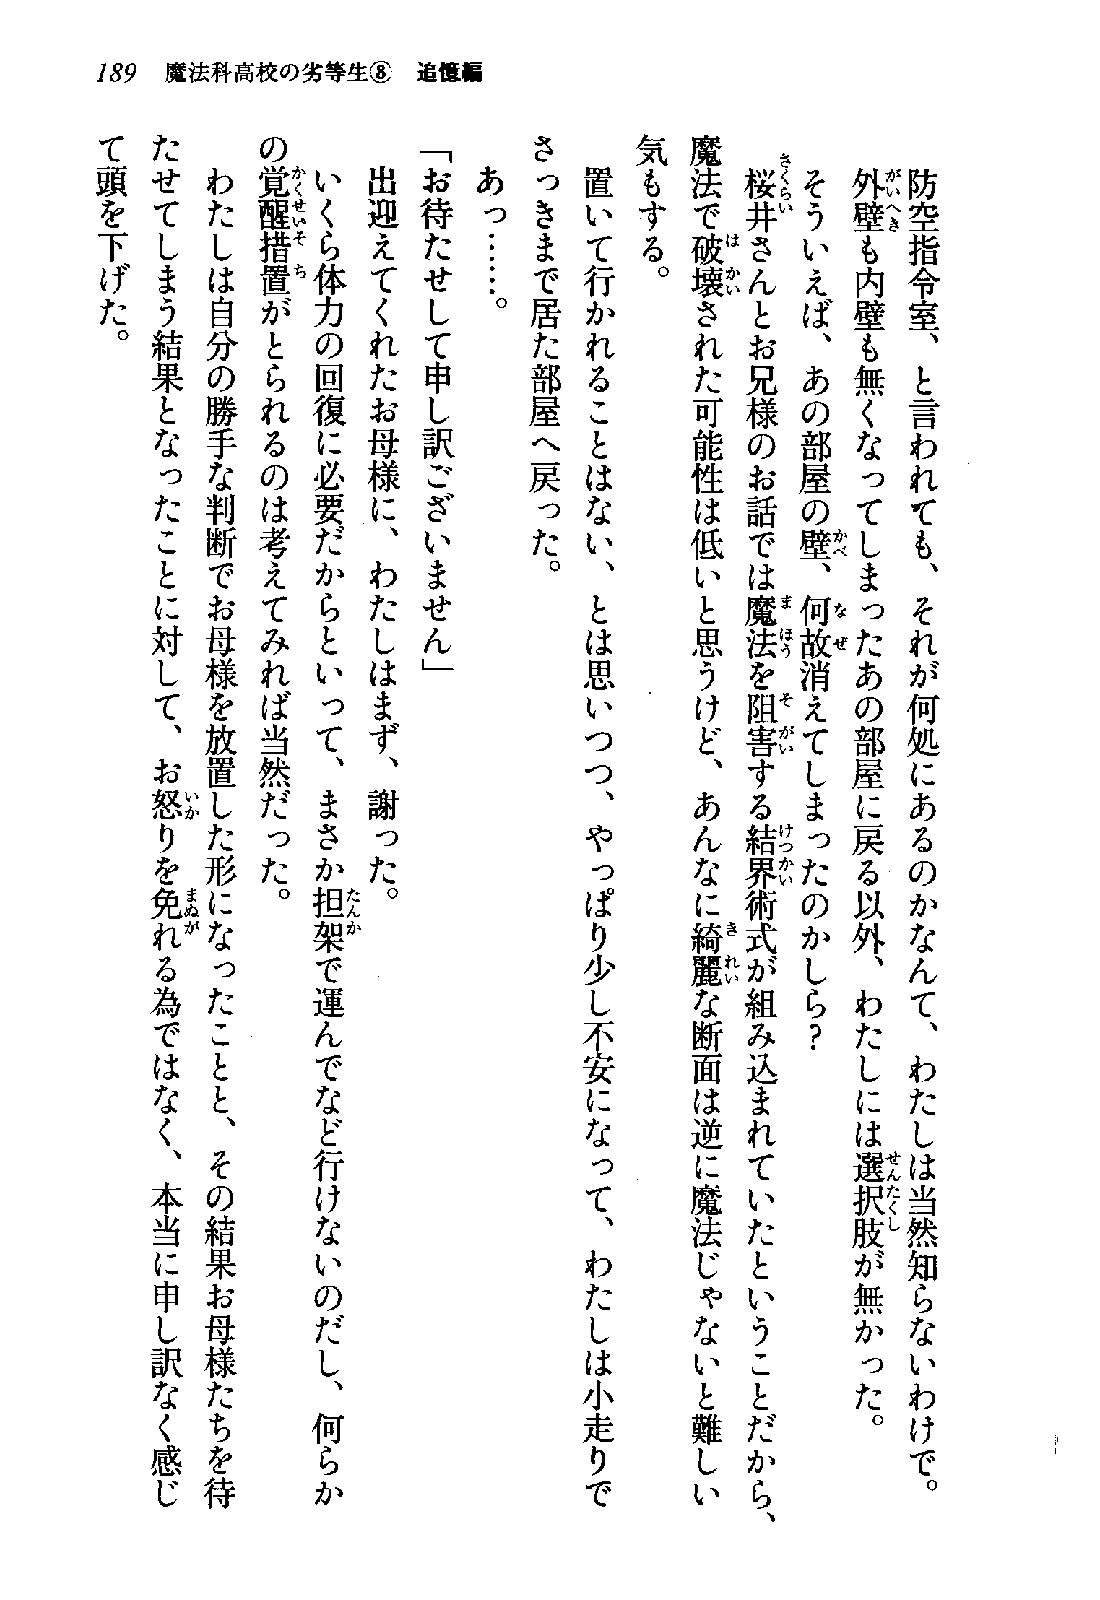 189 魔法科高校の劣等生⑧ 追憶編
防空指令室、と言われても、それが何処にあるのかなんて、わたしは当然知らないわけで。
外壁も内壁も無くなってしまったあの部屋に戻る以外、わたしには選択肢が無かった。
そういえば、あの部屋の壁、何故消えてしまったのかしら?
桜井さんとお兄様のお話では魔法を阻害する結界術式が組み込まれていたということだから、
魔法で破壊された可能性は低いと思うけど、あんなに綺麗な断面は逆に魔法じゃないと難しい
気もする。
置いて行かれることはない、とは思いつつ、やっぱり少し不安になって、わたしは小走りで
さっきまで居た部屋へ戻った。
あっ……。
「お待たせして申し訳ございません」
出迎えてくれたお母様に、わたしはまず、謝った。
いくら体力の回復に必要だからといって、まさか担架で運んでなど行けないのだし、何らか
の覚醒措置がとられるのは考えてみれば当然だった。
わたしは自分の勝手な判断でお母様を放置した形になったことと、その結果お母様たちを待
たせてしまう結果となったことに対して、お怒りを免れる為ではなく、本当に申し訳なく感じ
て頭を下げた。